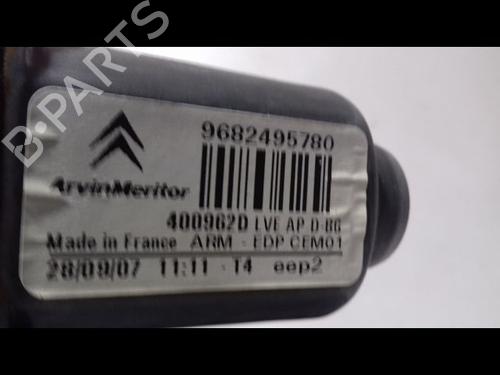 B-PARTS
9682495780
ArvinMeritor
400962D LVE AP D BG
Made in France ARM - EDP CEM01
28/09/07 11:11 - T4 eep2